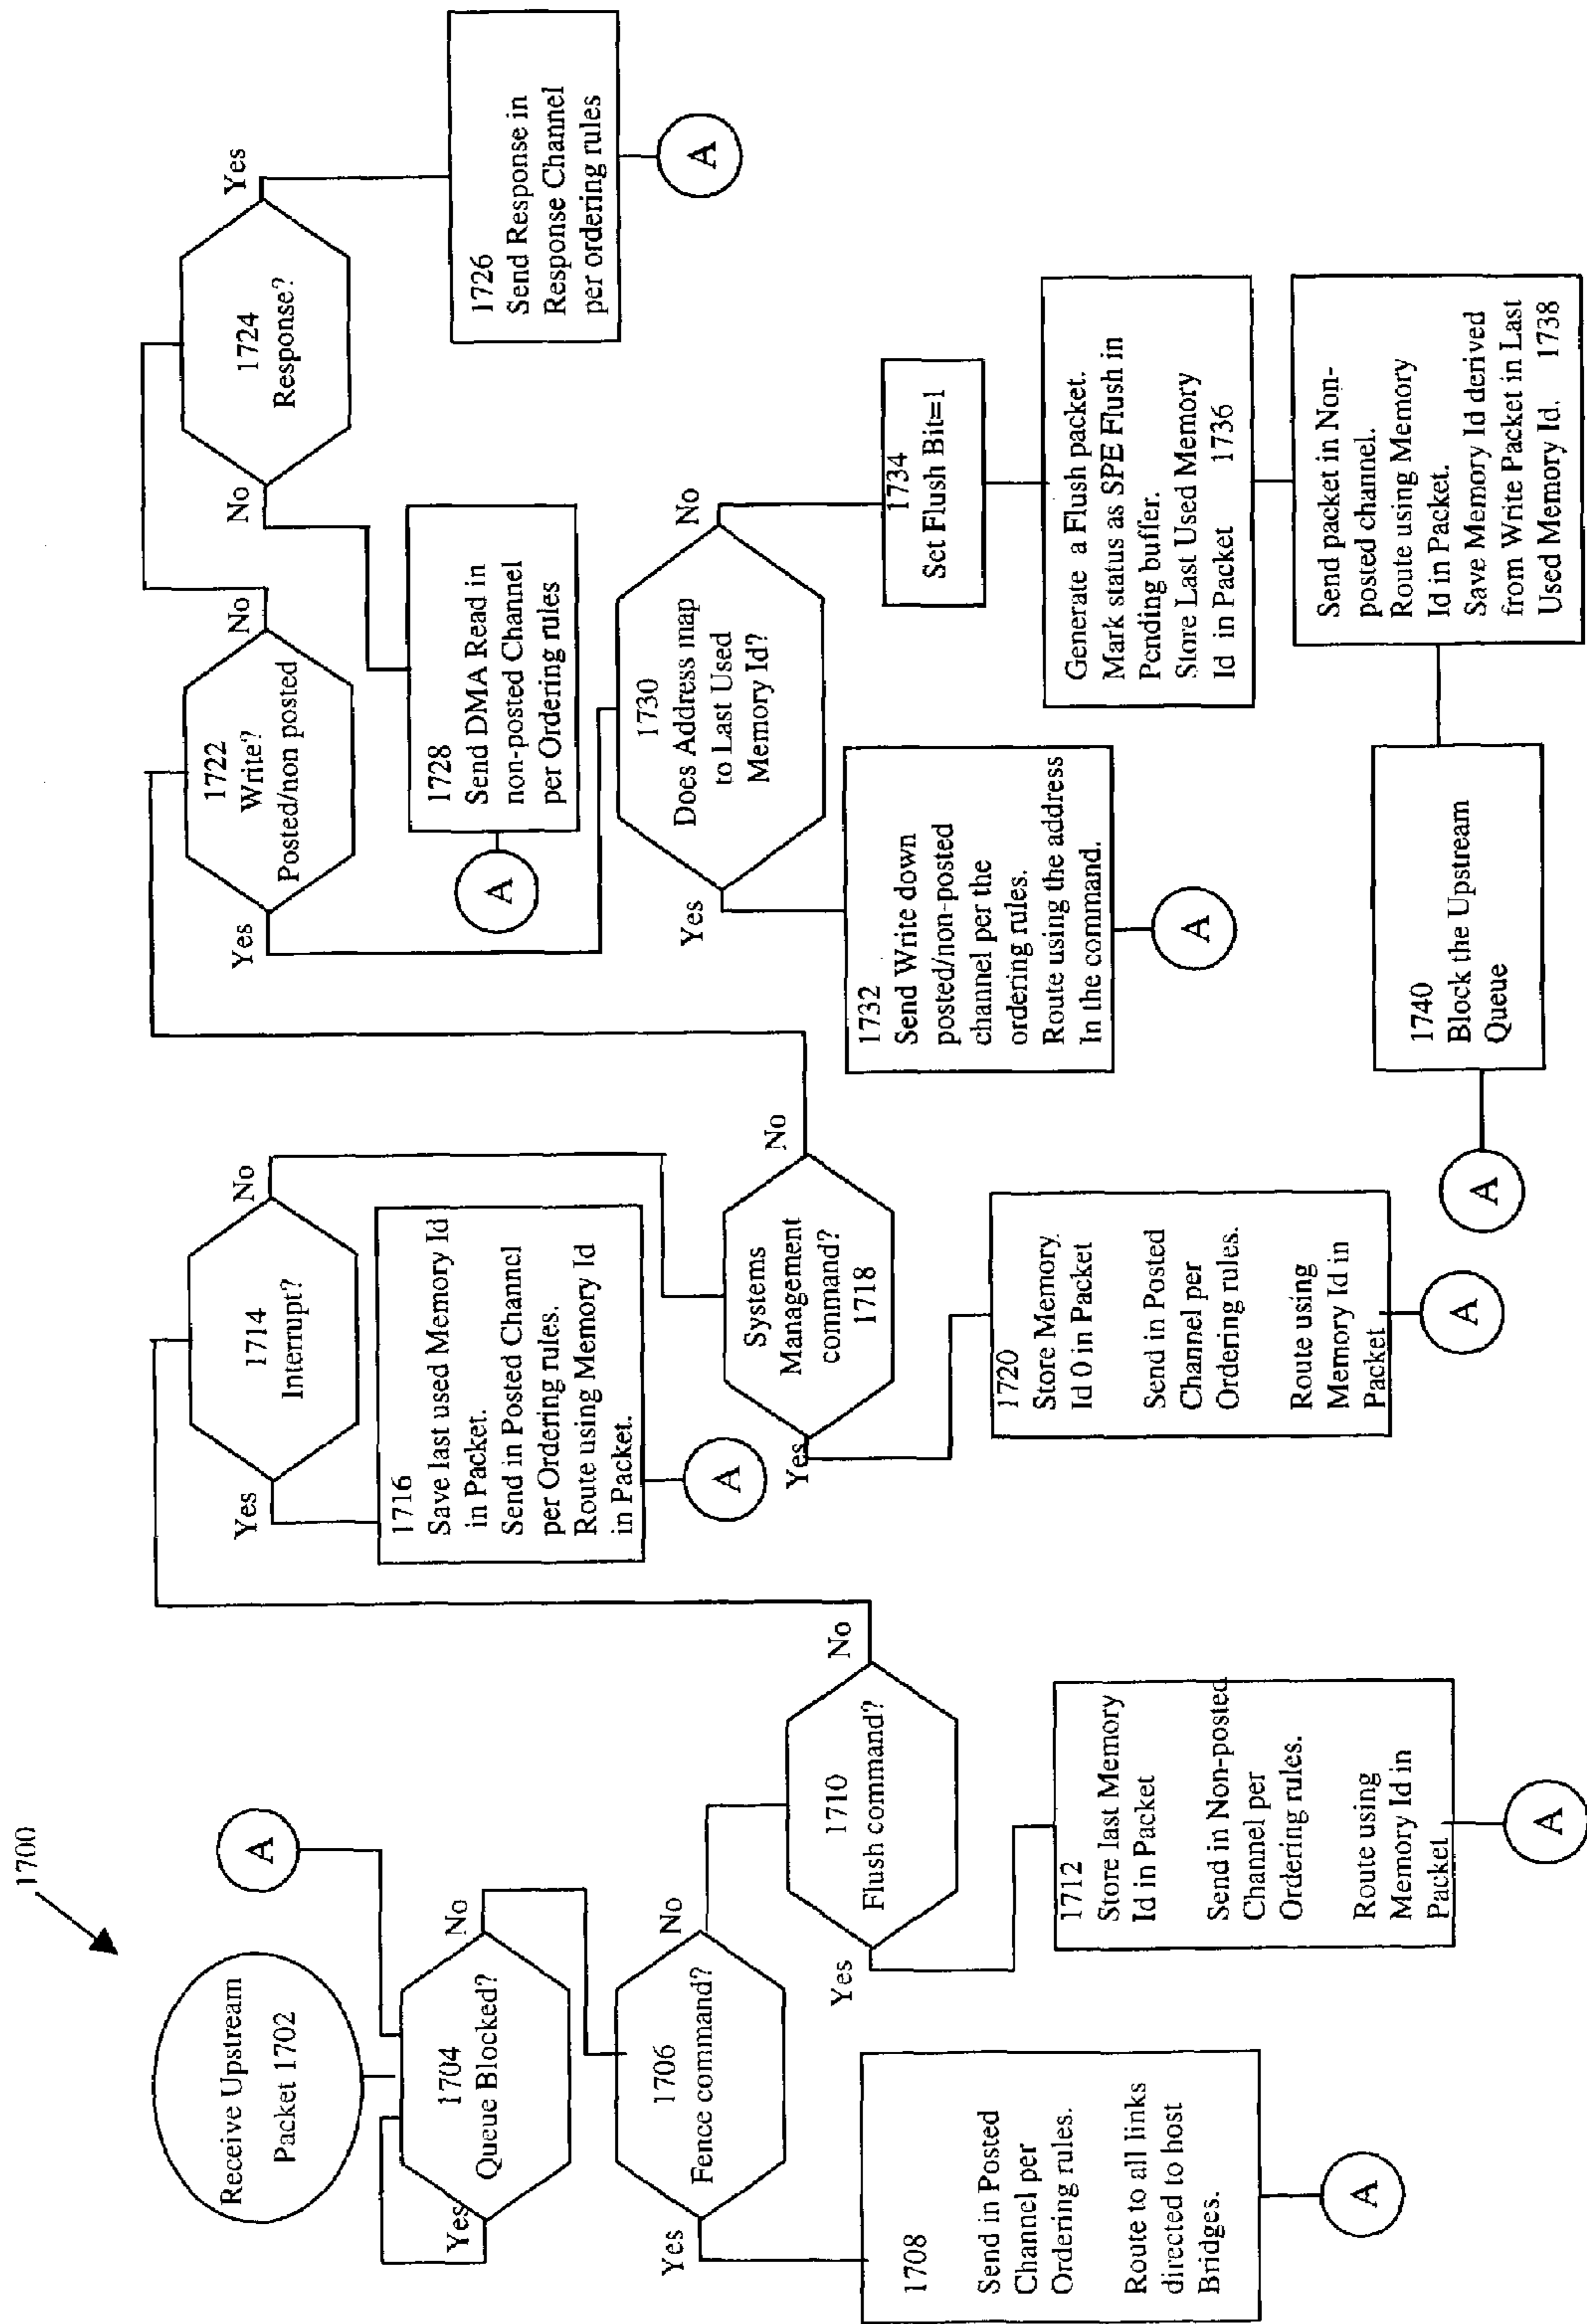 1700
Receive Upstream
Packet 1702
A
1704
Queue Blocked?
Yes
No
1706
Fence command?
Yes
No
1708
Send in Posted
Channel per
Ordering rules.
Route to all links
directed to host
Bridges.
A
1710
Flush command?
Yes
No
1712
Store last Memory
Id in Packet
Send in Non-posted
Channel per
Ordering rules.
Route using
Memory Id in
Packet
A
1714
Interrupt?
Yes
No
1716
Save last used Memory Id
in Packet.
Send in Posted Channel
per Ordering rules.
Route using Memory Id
in Packet.
A
Systems
Management
command?
1718
Yes
No
1720
Store Memory
Id 0 in Packet
Send in Posted
Channel per
Ordering rules.
Route using
Memory Id in
Packet
A
1722
Write?
Posted/non posted
Yes
No
1724
Response?
No
Yes
1726
Send Response in
Response Channel
per ordering rules
A
1728
Send DMA Read in
non-posted Channel
per Ordering rules
A
1730
Does Address map
to Last Used
Memory Id?
Yes
No
1732
Send Write down
posted/non-posted
channel per the
ordering rules.
Route using the address
In the command.
A
1734
Set Flush Bit=1
Generate a Flush packet.
Mark status as SPE Flush in
Pending buffer.
Store Last Used Memory
Id in Packet 1736
Send packet in Non-
posted channel.
Route using Memory
Id in Packet.
Save Memory Id derived
from Write Packet in Last
Used Memory Id. 1738
1740
Block the Upstream
Queue
A